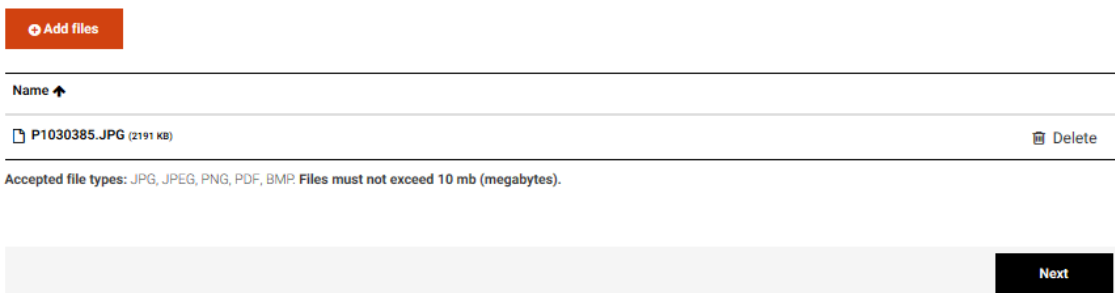 Add files
Name
P1030385.JPG (2191 KB)
Delete
Accepted file types: JPG, JPEG, PNG, PDF, BMP. Files must not exceed 10 mb (megabytes).
Next